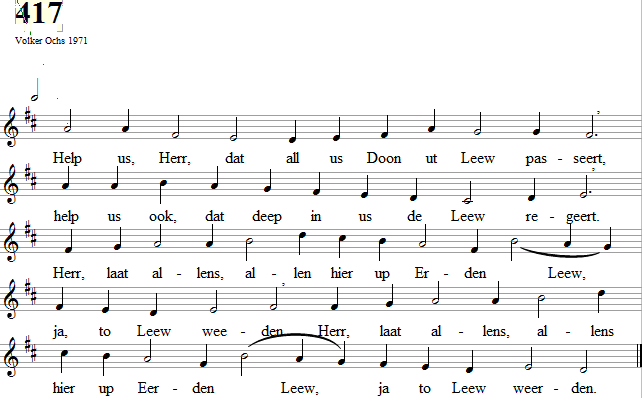 417
Volker Ochs 1971
Help us, Herr, dat all us Doon ut Leew pas - seert,
help us ook, dat deep in us de Leew re - geert.
Herr, laat al - lens, al - len hier up Er - den Leew,
ja, to Leew wee - den Herr, laat al - lens, al - lens
hier up Eer - den Leew, ja to Leew weer - den.